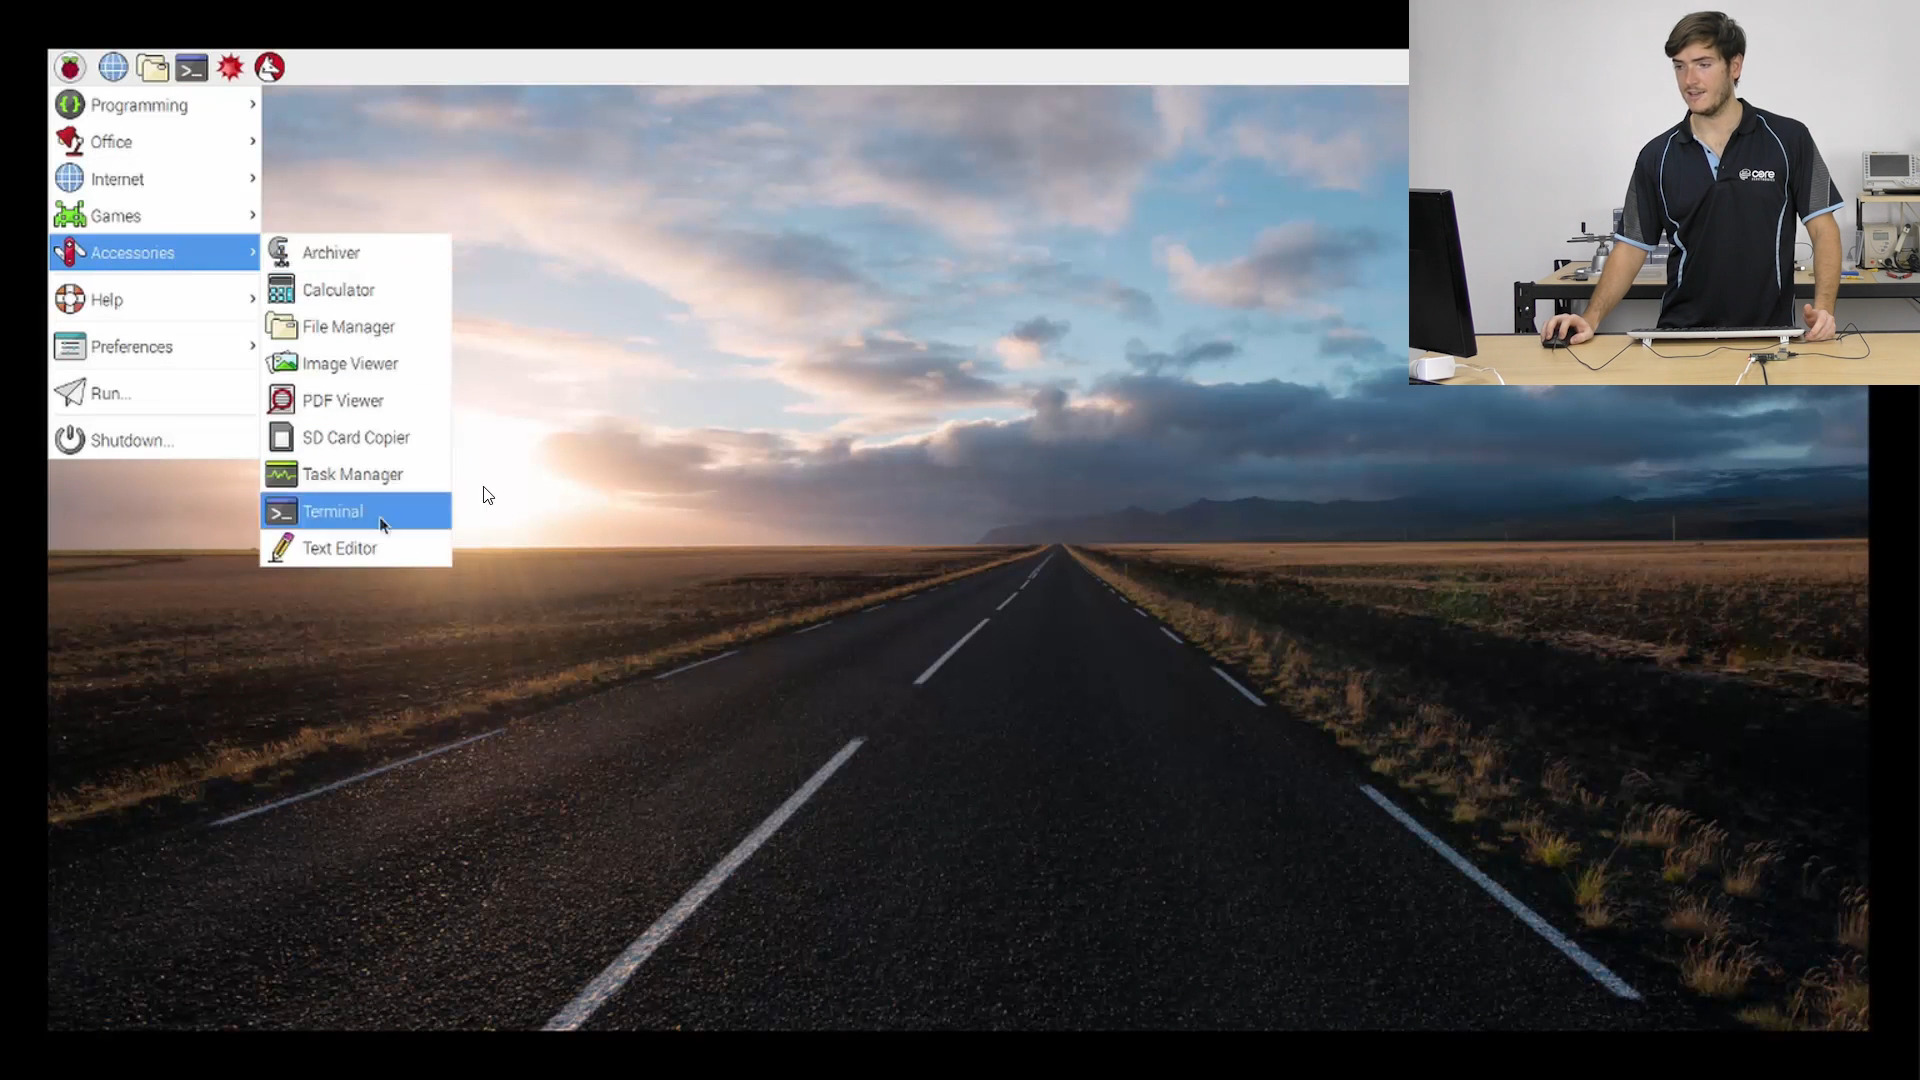 Programming
Office
Internet
Games
Accessories
Help
Preferences
Run...
Shutdown...
Archiver
Calculator
File Manager
Image Viewer
PDF Viewer
SD Card Copier
Task Manager
Terminal
Text Editor
core